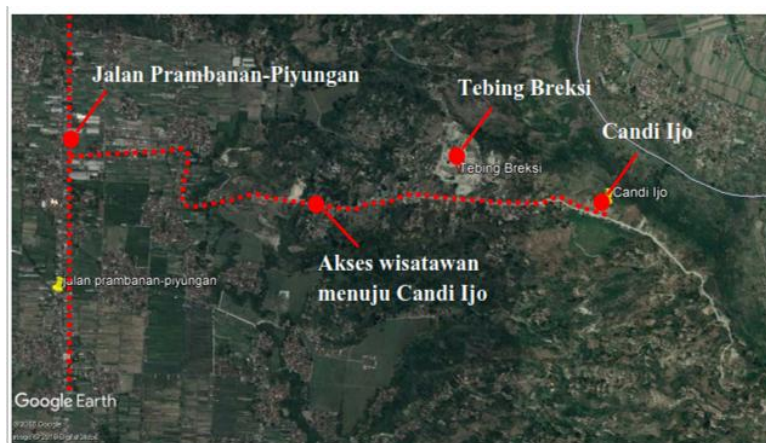 Jalan Prambanan-Piyungan
Tebing Breksi
Candi Ijo
Tebing Breksi
Candi Ijo
Akses wisatawan
menuju Candi Ijo
jalan prambanan-piyungan
Google Earth